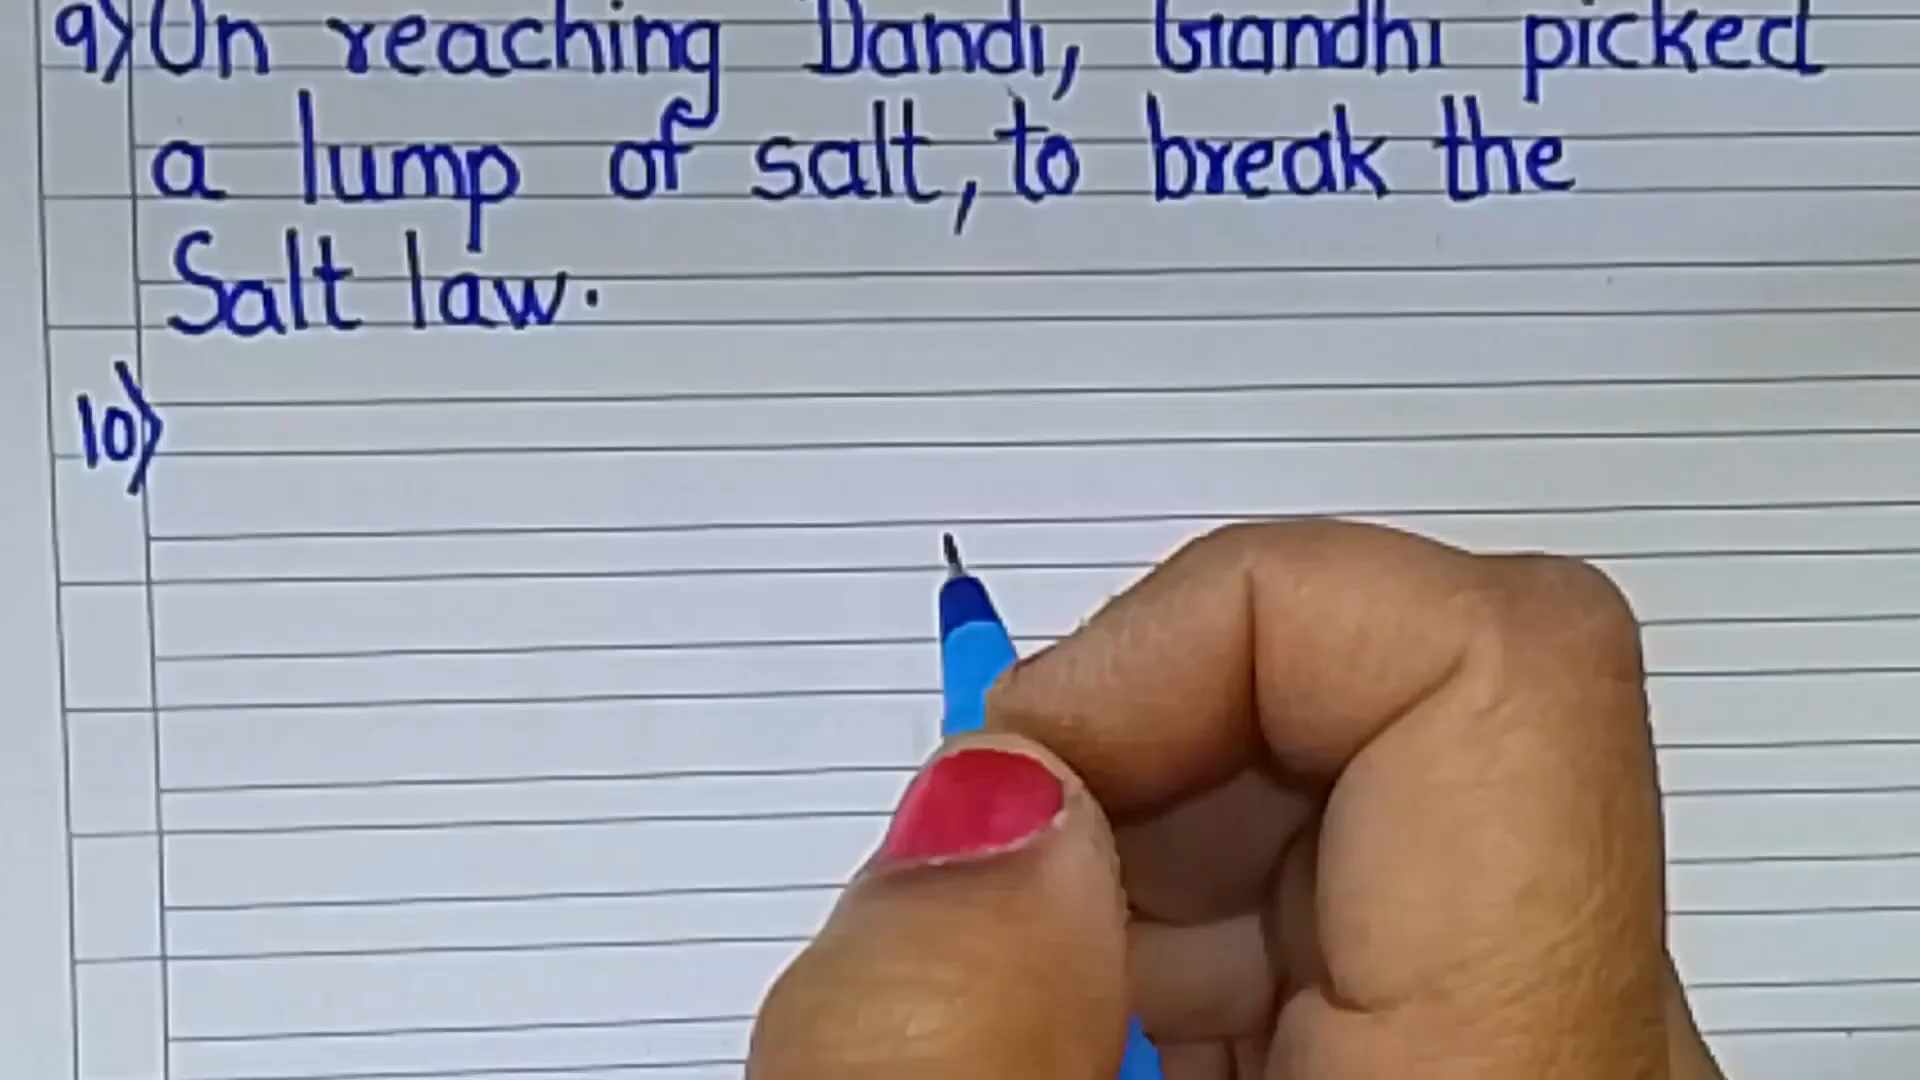 9) On reaching Dandi, Gandhi picked
a lump of salt, to break the
Salt law.
10)